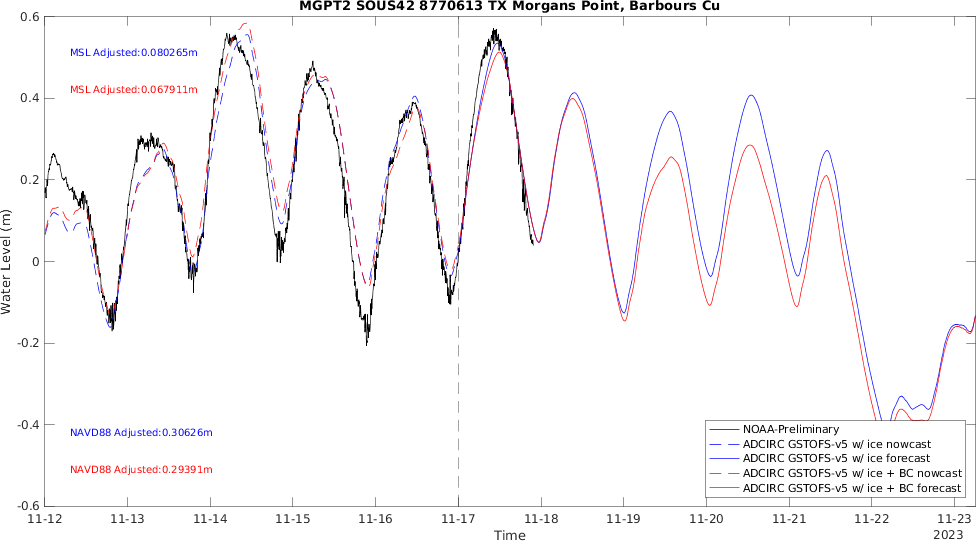 MGPT2 SOUS42 8770613 TX Morgans Point, Barbours Cu
0.6
0.4
0.2
0
-0.2
-0.4
-0.6
Water Level (m)
MSL Adjusted:0.080265m
MSL Adjusted:0.067911m
NAVD88 Adjusted:0.30626m
NAVD88 Adjusted:0.29391m
NOAA-Preliminary
ADCIRC GSTOFS-v5 w/ ice nowcast
ADCIRC GSTOFS-v5 w/ ice forecast
ADCIRC GSTOFS-v5 w/ ice + BC nowcast
ADCIRC GSTOFS-v5 w/ ice + BC forecast
11-12 11-13 11-14 11-15 11-16 11-17 11-18 11-19 11-20 11-21 11-22 11-23
Time
2023